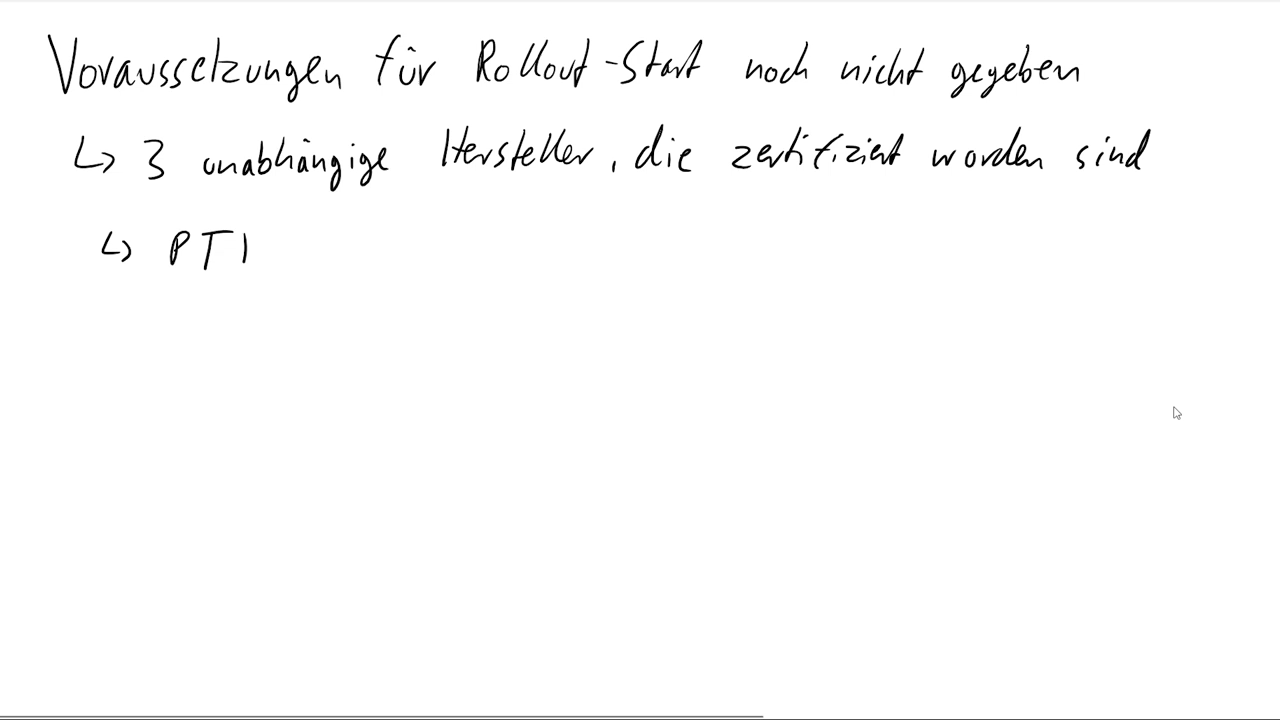 Voraussetzungen für Rollout-Start noch nicht gegeben
↳ 3 unabhängige Hersteller, die zertifiziert worden sind
↳ PTI